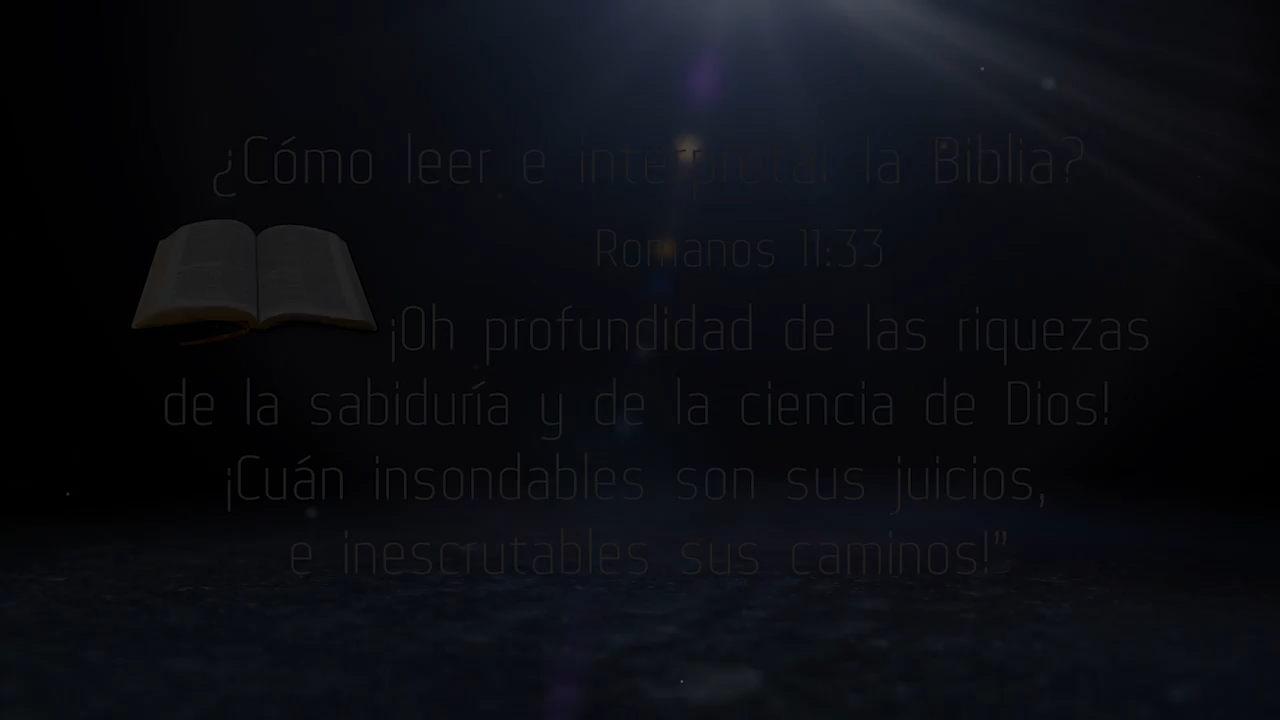 ¿Cómo leer e interpretar la Biblia?
Romanos 11:33
¡Oh profundidad de las riquezas
de la sabiduría y de la ciencia de Dios!
¡Cuán insondables son sus juicios,
e inescrutables sus caminos!”